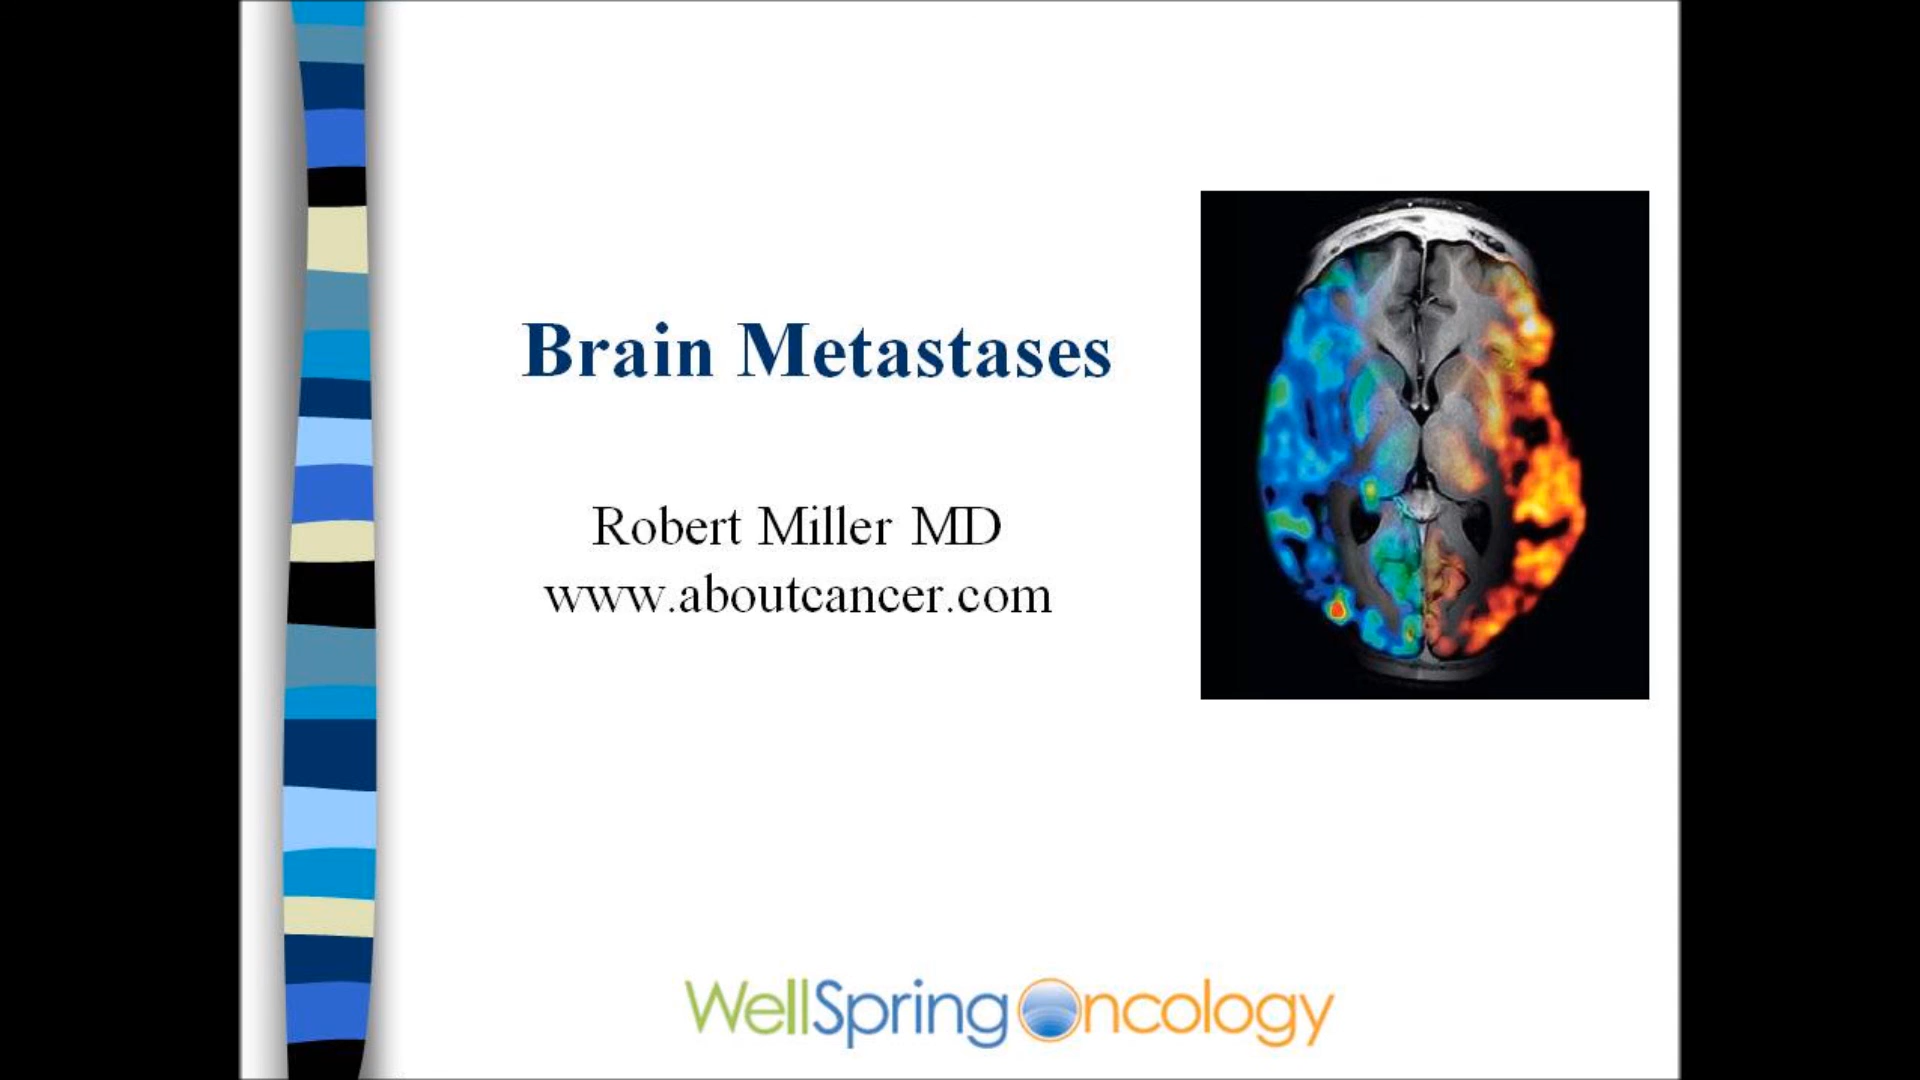 Brain Metastases
Robert Miller MD
www.aboutcancer.com
WellSpring Oncology